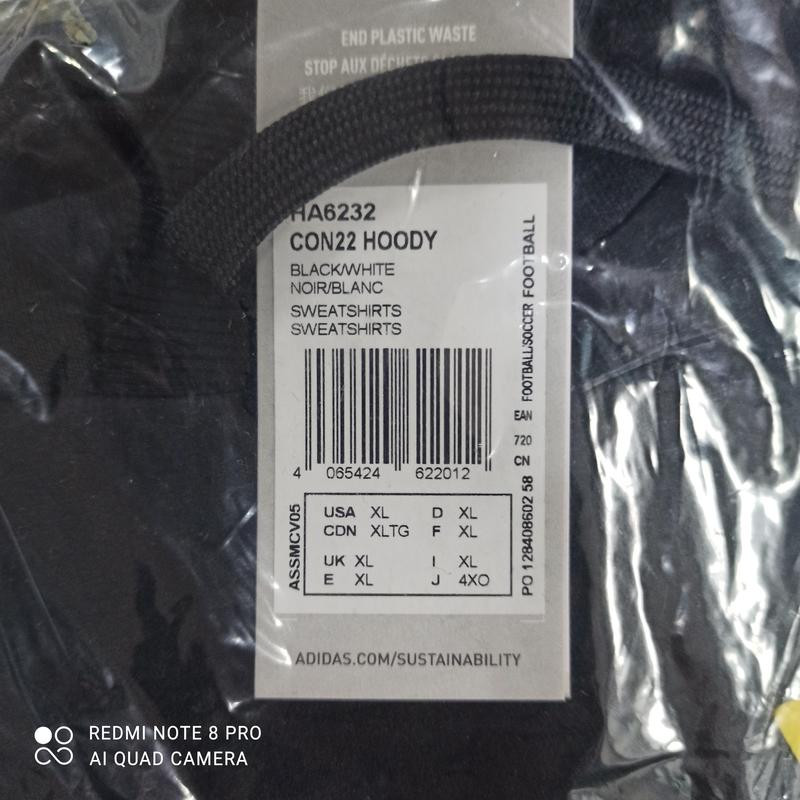 END PLASTIC WASTE
STOP AUX DÉCHETS
HA6232
CON22 HOODY
BLACK/WHITE
NOIR/BLANC
SWEATSHIRTS
SWEATSHIRTS
FOOTBALL/SOCCER FOOTBALL
EAN
720
CN
PO 128408602 58
4 065424 622012
ASSMCV05
USA XL D XL
CDN XLTG F XL
UK XL I XL
E XL J 4XO
ADIDAS.COM/SUSTAINABILITY
REDMI NOTE 8 PRO
AI QUAD CAMERA